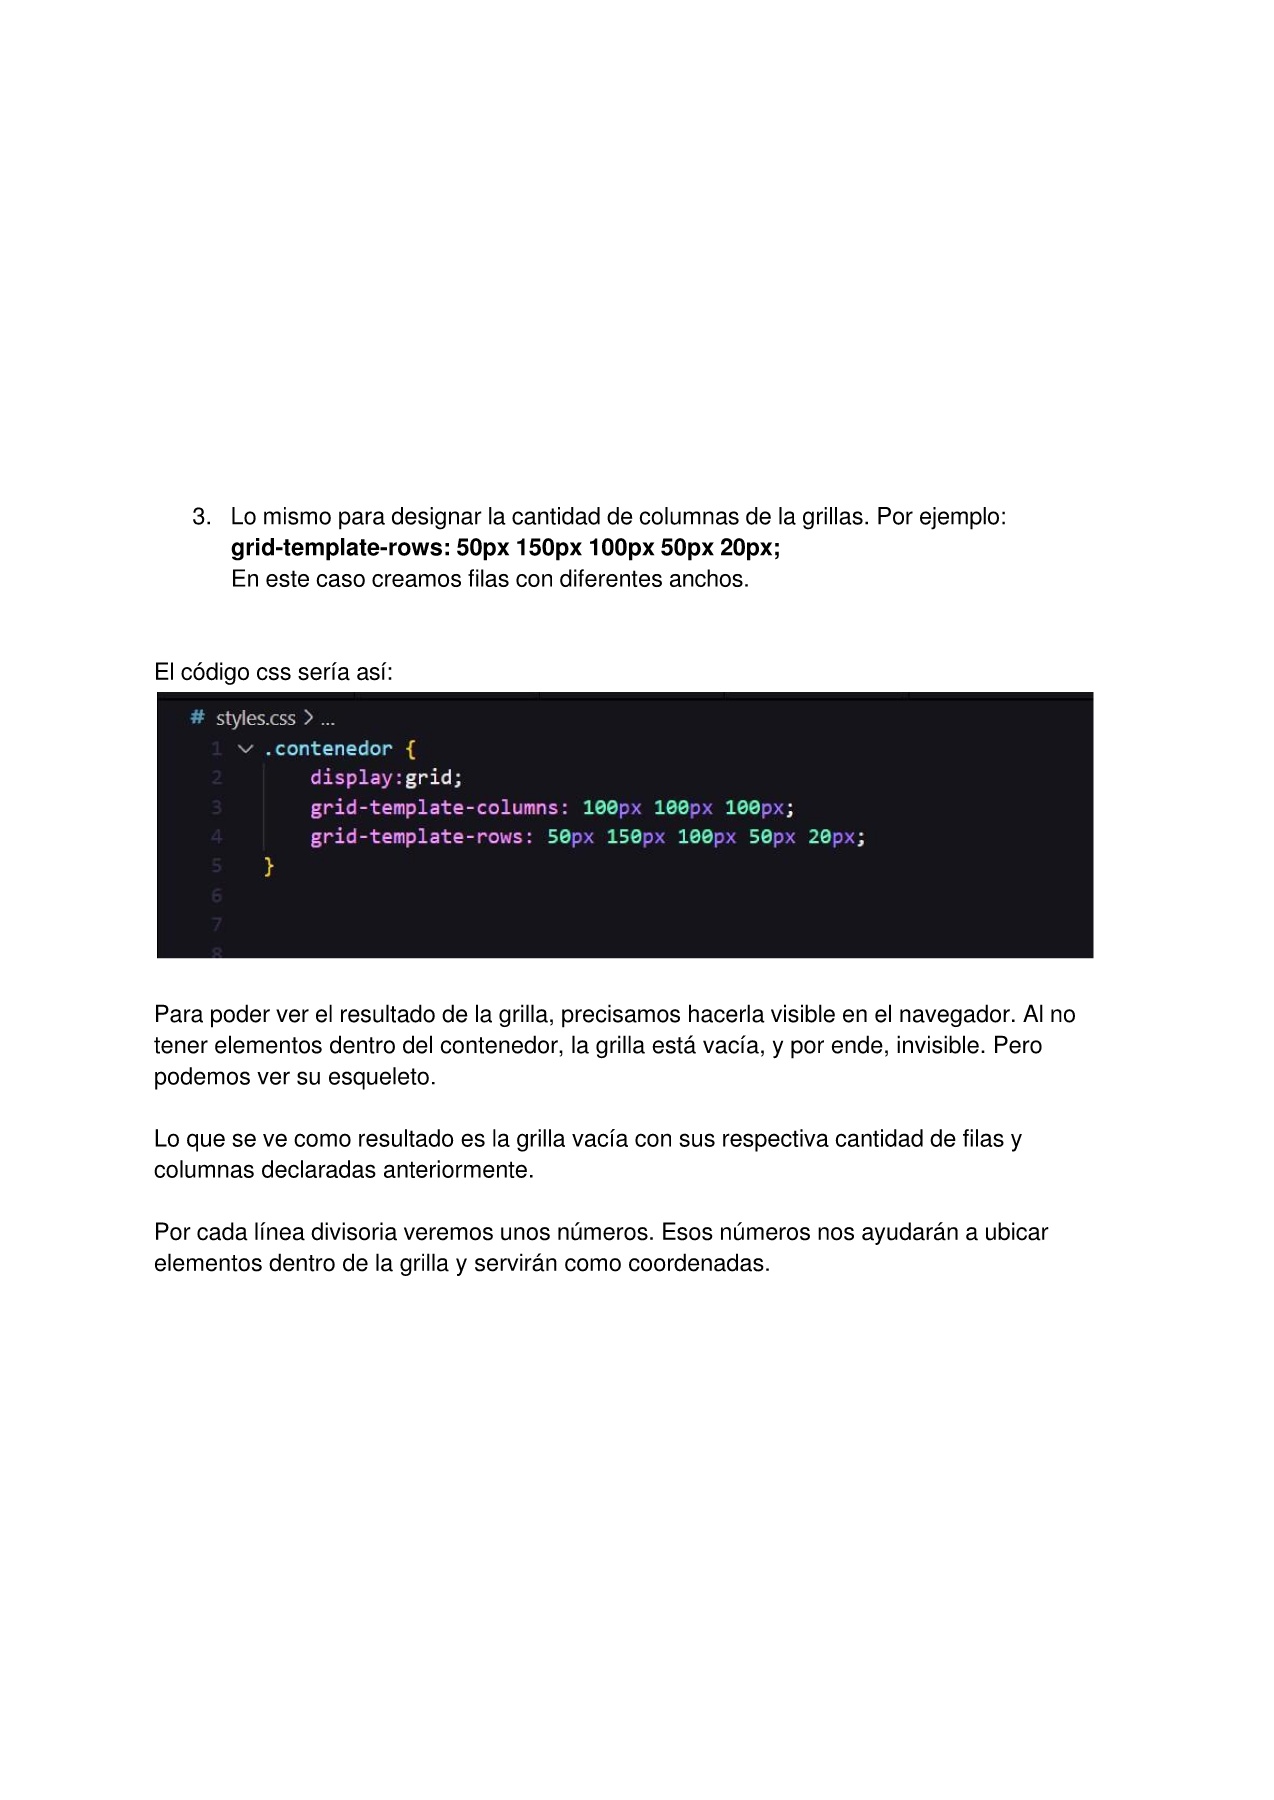 3. Lo mismo para designar la cantidad de columnas de la grillas. Por ejemplo:
grid-template-rows: 50px 150px 100px 50px 20px;
En este caso creamos filas con diferentes anchos.
El código css sería así:
# styles.css > ...
1 .contenedor {
2 display:grid;
3 grid-template-columns: 100px 100px 100px;
4 grid-template-rows: 50px 150px 100px 50px 20px;
5 }
6
7
8
Para poder ver el resultado de la grilla, precisamos hacerla visible en el navegador. Al no
tener elementos dentro del contenedor, la grilla está vacía, y por ende, invisible. Pero
podemos ver su esqueleto.
Lo que se ve como resultado es la grilla vacía con sus respectiva cantidad de filas y
columnas declaradas anteriormente.
Por cada línea divisoria veremos unos números. Esos números nos ayudarán a ubicar
elementos dentro de la grilla y servirán como coordenadas.